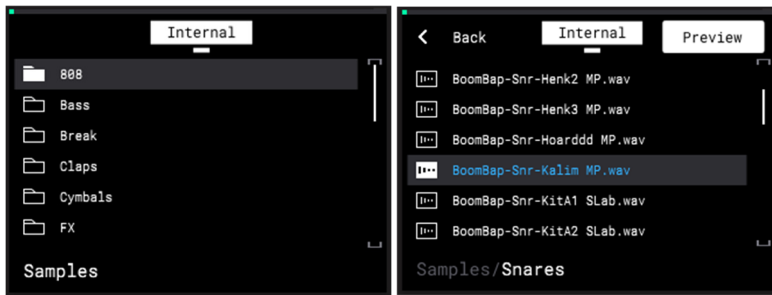 Internal
808
Bass
Break
Claps
Cymbals
FX
Samples
Back Internal Preview
BoomBap-Snr-Henk2 MP.wav
BoomBap-Snr-Henk3 MP.wav
BoomBap-Snr-Hoarddd MP.wav
BoomBap-Snr-Kalim MP.wav
BoomBap-Snr-KitA1 SLab.wav
BoomBap-Snr-KitA2 SLab.wav
Samples/Snares